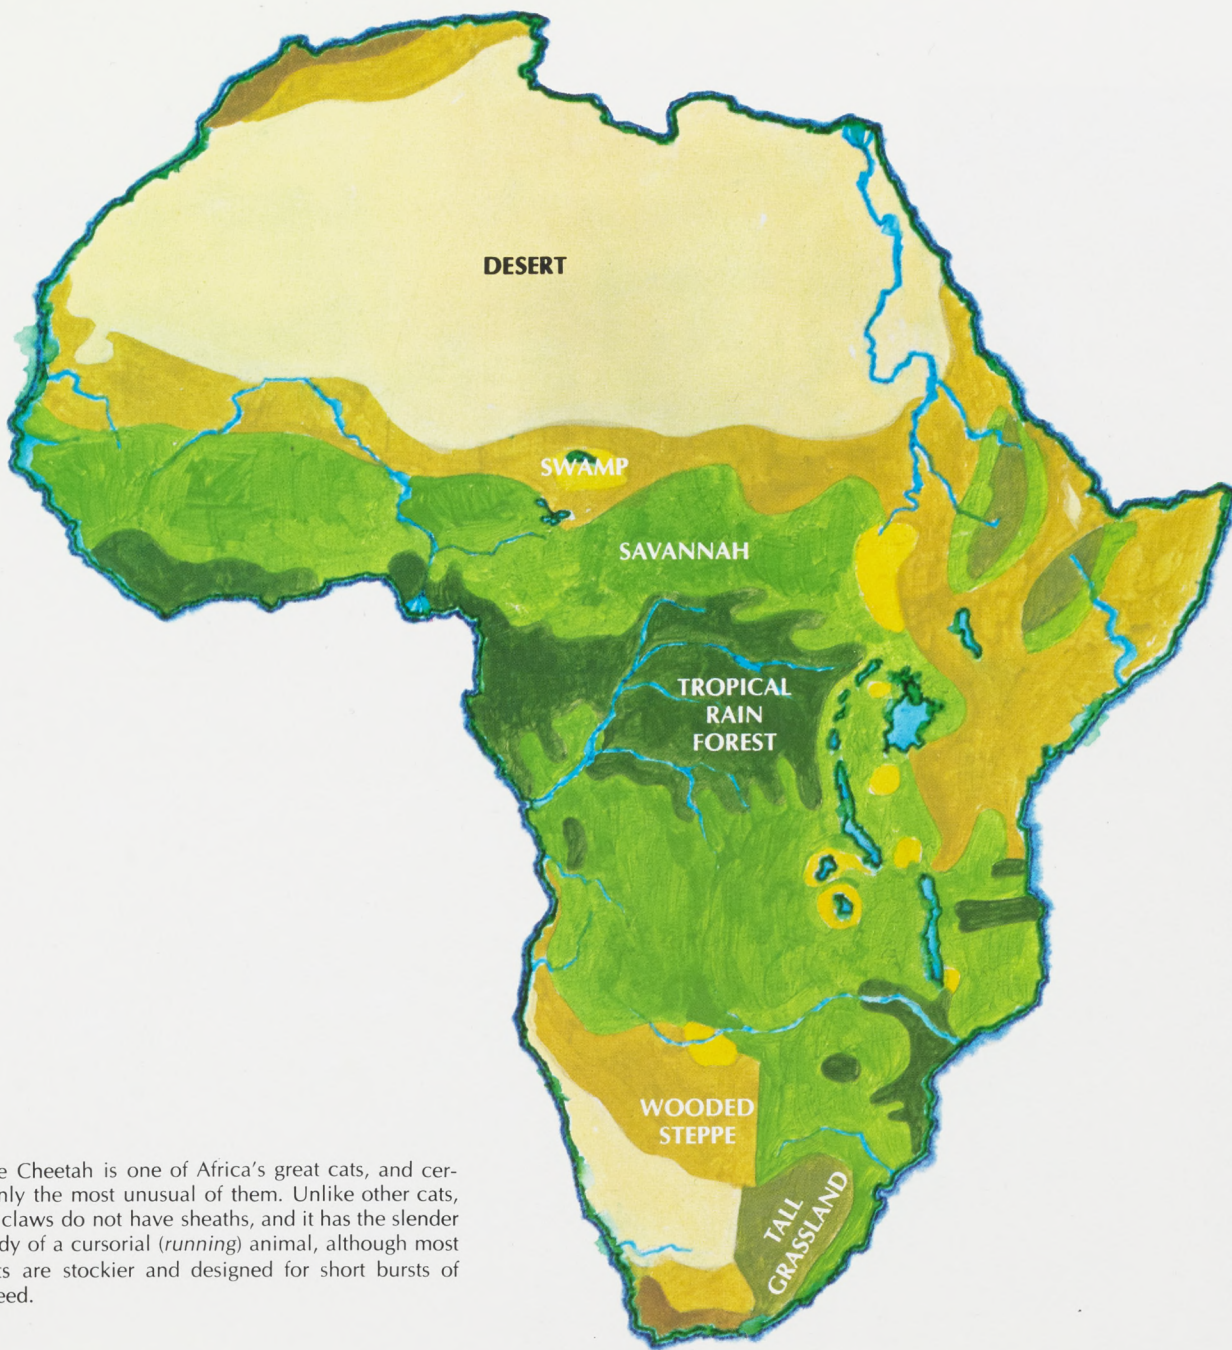 DESERT
SWAMP
SAVANNAH
TROPICAL
RAIN
FOREST
WOODED
STEPPE
TALL
GRASSLAND
e Cheetah is one of Africa's great cats, and cer-
nly the most unusual of them. Unlike other cats,
claws do not have sheaths, and it has the slender
dy of a cursorial (running) animal, although most
ts are stockier and designed for short bursts of
eed.